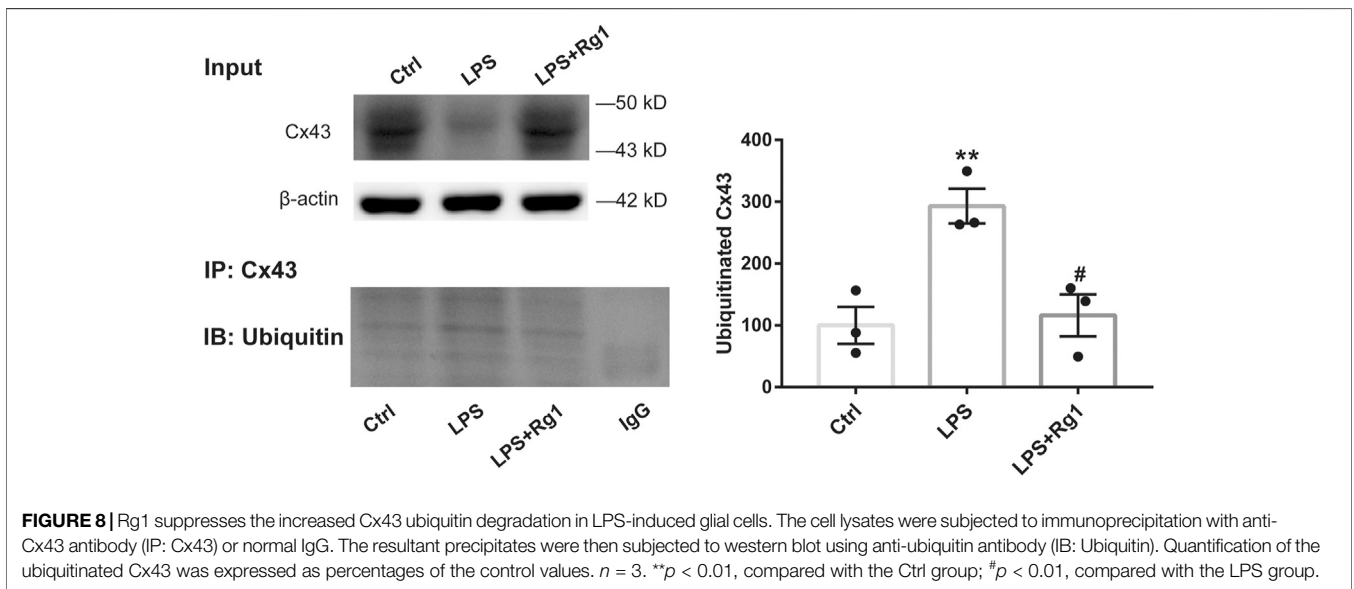 Input
Ctrl LPS LPS+Rg1
Cx43
—50 kD
—43 kD
β-actin
—42 kD
IP: Cx43
IB: Ubiquitin
Ctrl LPS LPS+Rg1 IgG
Ubiquitinated Cx43
400
300
200
100
0
**
#
Ctrl LPS LPS+Rg1
FIGURE 8 | Rg1 suppresses the increased Cx43 ubiquitin degradation in LPS-induced glial cells. The cell lysates were subjected to immunoprecipitation with anti-
Cx43 antibody (IP: Cx43) or normal IgG. The resultant precipitates were then subjected to western blot using anti-ubiquitin antibody (IB: Ubiquitin). Quantification of the
ubiquitinated Cx43 was expressed as percentages of the control values. n = 3. **p < 0.01, compared with the Ctrl group; #p < 0.01, compared with the LPS group.